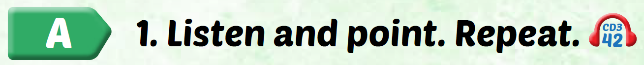 A 1. Listen and point. Repeat. CD3 42